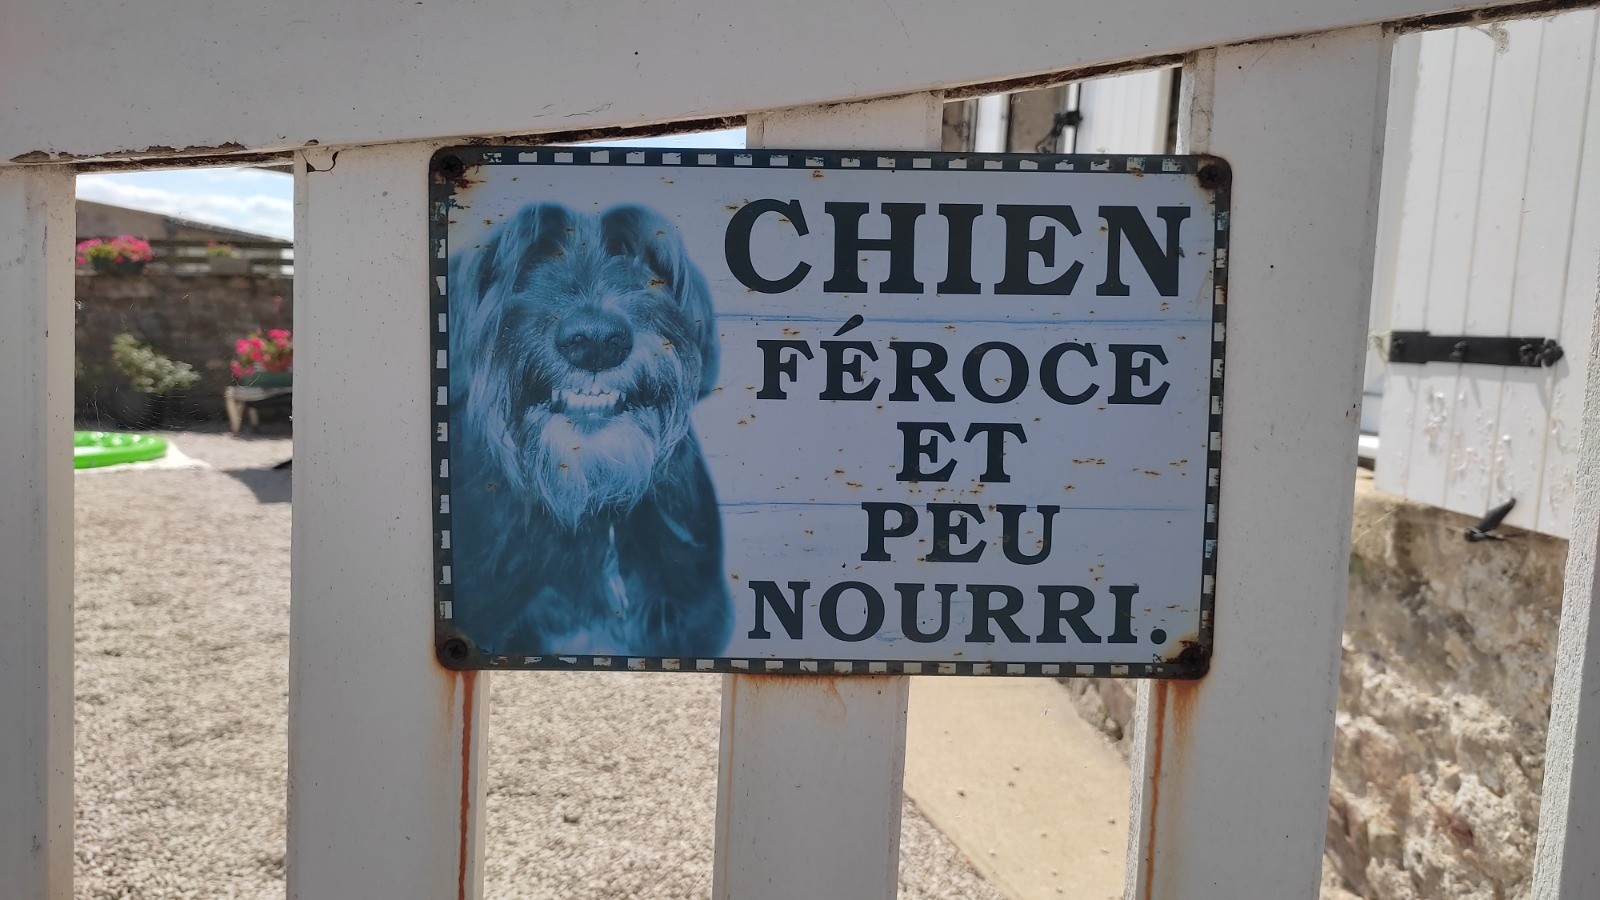 CHIEN
FÉROCE
ET
PEU
NOURRI.